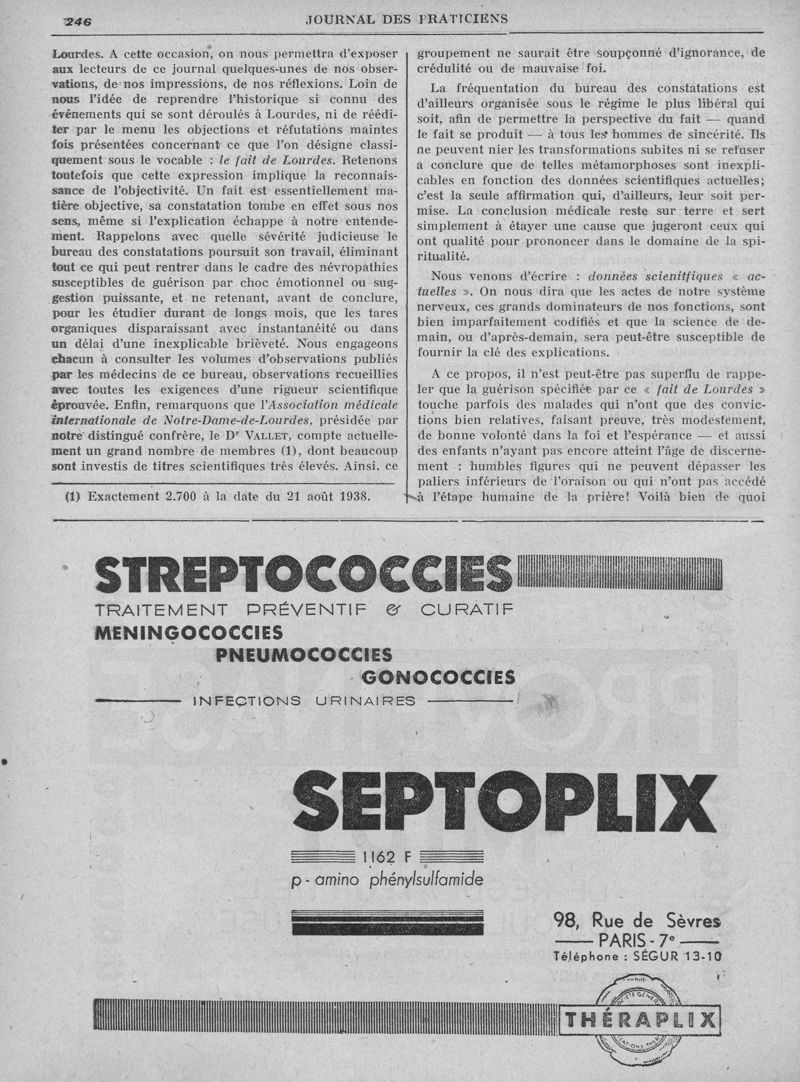 246
JOURNAL DES PRATICIENS
Lourdes. A cette occasion, on nous permettra d'exposer
aux lecteurs de ce journal quelques-unes de nos obser-
vations, de nos impressions, de nos réflexions. Loin de
nous l'idée de reprendre l'historique si connu des
événements qui se sont déroulés à Lourdes, ni de réédi-
ter par le menu les objections et réfutations maintes
fois présentées concernant ce que l'on désigne classi-
quement sous le vocable : le fait de Lourdes. Retenons
toutefois que cette expression implique la reconnais-
sance de l'objectivité. Un fait est essentiellement ma-
tière objective, sa constatation tombe en effet sous nos
sens, même si l'explication échappe à notre entende-
ment. Rappelons avec quelle sévérité judicieuse le
bureau des constatations poursuit son travail, éliminant
tout ce qui peut rentrer dans le cadre des névropathies
susceptibles de guérison par choc émotionnel ou sug-
gestion puissante, et ne retenant, avant de conclure,
pour les étudier durant de longs mois, que les tares
organiques disparaissant avec instantanéité ou dans
un délai d'une inexplicable brièveté. Nous engageons
chacun à consulter les volumes d'observations publiés
par les médecins de ce bureau, observations recueillies
avec toutes les exigences d'une rigueur scientifique
éprouvée. Enfin, remarquons que l'Association médicale
internationale de Notre-Dame-de-Lourdes, présidée par
notre distingué confrère, le Dr VALLET, compte actuelle-
ment un grand nombre de membres (1), dont beaucoup
sont investis de titres scientifiques très élevés. Ainsi, ce
(1) Exactement 2.700 à la date du 21 août 1938.
groupement ne saurait être soupçonné d'ignorance, de
crédulité ou de mauvaise foi.
La fréquentation du bureau des constatations est
d'ailleurs organisée sous le régime le plus libéral qui
soit, afin de permettre la perspective du fait — quand
le fait se produit — à tous les hommes de sincérité. Ils
ne peuvent nier les transformations subites ni se refuser
a conclure que de telles métamorphoses sont inexpli-
cables en fonction des données scientifiques actuelles;
c'est la seule affirmation qui, d'ailleurs, leur soit per-
mise. La conclusion médicale reste sur terre et sert
simplement à étayer une cause que jugeront ceux qui
ont qualité pour prononcer dans le domaine de la spi-
ritualité.
Nous venons d'écrire : données scienitfiques « ac-
tuelles ». On nous dira que les actes de notre système
nerveux, ces grands dominateurs de nos fonctions, sont
bien imparfaitement codifiés et que la science de de-
main, ou d'après-demain, sera peut-être susceptible de
fournir la clé des explications.
A ce propos, il n'est peut-être pas superflu de rappe-
ler que la guérison spécifiée par ce « fait de Lourdes »
touche parfois des malades qui n'ont que des convic-
tions bien relatives, faisant preuve, très modestement,
de bonne volonté dans la foi et l'espérance — et aussi
des enfants n'ayant pas encore atteint l'âge de discerne-
ment : humbles figures qui ne peuvent dépasser les
paliers inférieurs de l'oraison ou qui n'ont pas accédé
à l'étape humaine de la prière! Voilà bien de quoi
STREPTOCOCCIES
TRAITEMENT PRÉVENTIF & CURATIF
MENINGOCOCCIES
PNEUMOCOCCIES
GONOCOCCIES
INFECTIONS URINAIRES
SEPTOPLIX
1162 F
p - amino phénylsulfamide
98, Rue de Sèvres
PARIS - 7e
Téléphone : SÉGUR 13-10
THÉRAPLIX